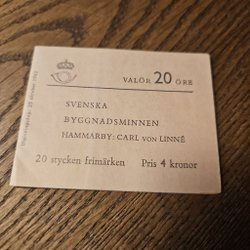 VALÖR 20 ÖRE
SVENSKA
BYGGNADSMINNEN
HAMMARBY: CARL VON LINNÉ
20 stycken frimärken Pris 4 kronor